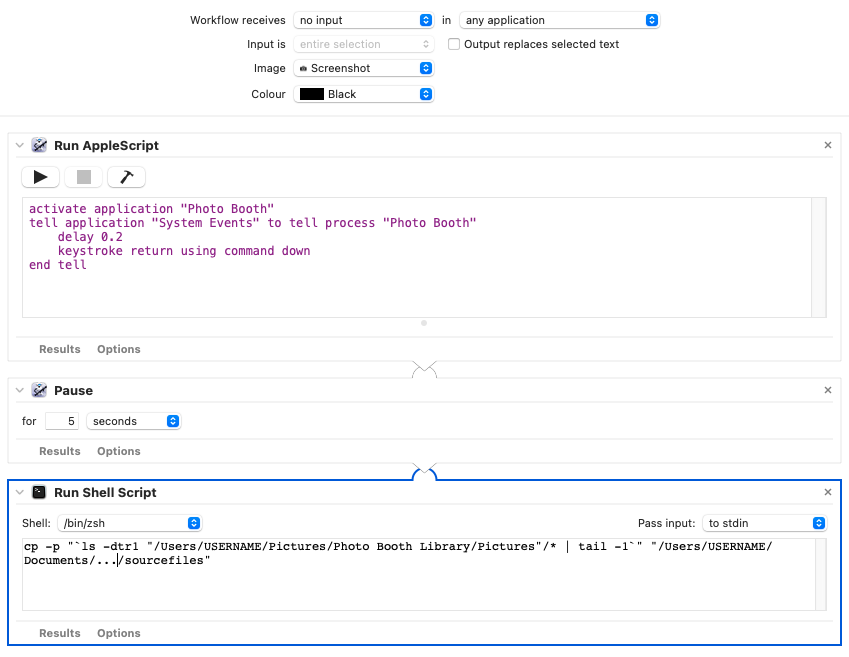 Workflow receives no input in any application
Input is entire selection Output replaces selected text
Image Screenshot
Colour Black
Run AppleScript
activate application "Photo Booth"
tell application "System Events" to tell process "Photo Booth"
    delay 0.2
    keystroke return using command down
end tell
Results Options
Pause
for 5 seconds
Results Options
Run Shell Script
Shell: /bin/zsh Pass input: to stdin
cp -p "`ls -dtr1 "/Users/USERNAME/Pictures/Photo Booth Library/Pictures"/* | tail -1`" "/Users/USERNAME/
Documents/.../sourcefiles"
Results Options